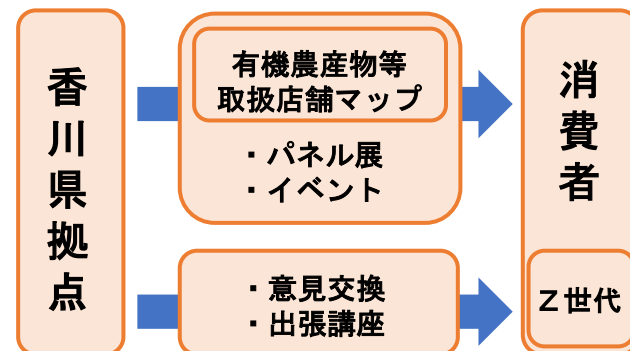 香川県拠点
有機農産物等
取扱店舗マップ
・パネル展
・イベント
・意見交換
・出張講座
消費者
Ｚ世代